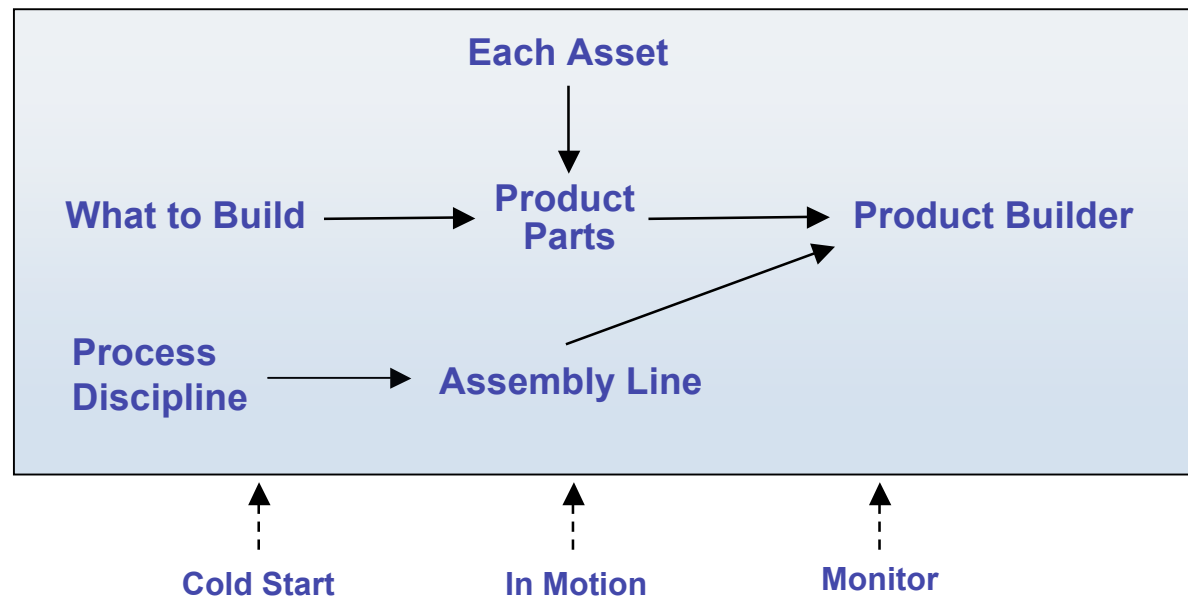 Each Asset
What to Build
Product
Parts
Product Builder
Process
Discipline
Assembly Line
Cold Start
In Motion
Monitor